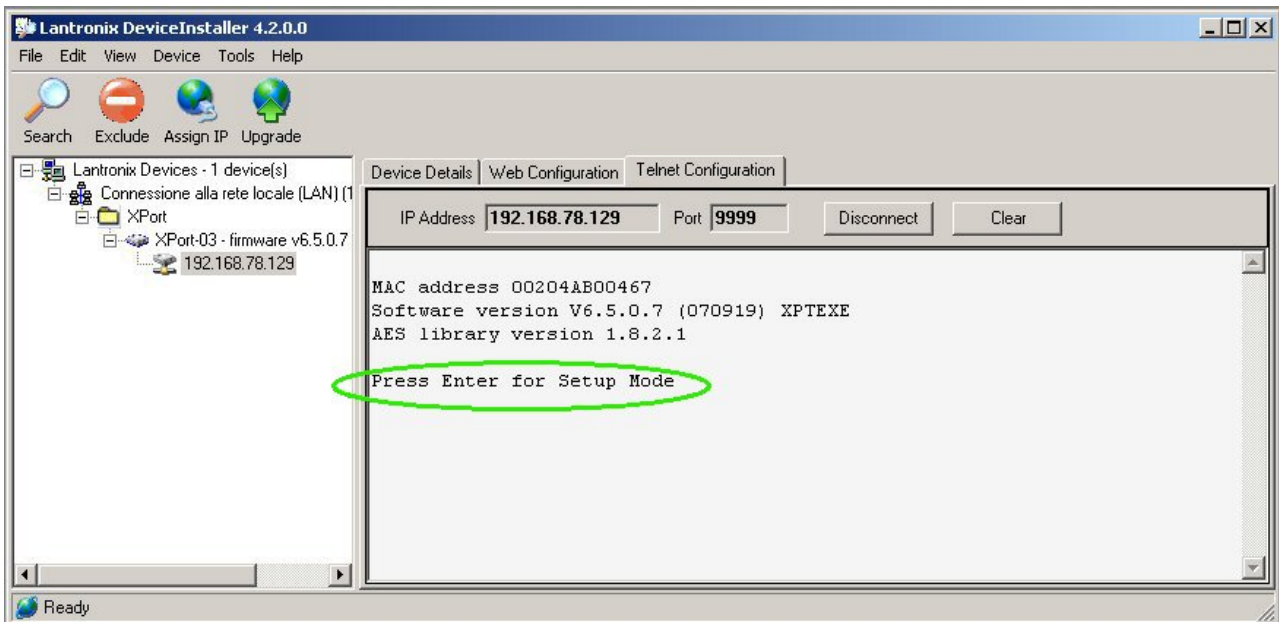 Lantronix DeviceInstaller 4.2.0.0
File Edit View Device Tools Help
Search Exclude Assign IP Upgrade
Lantronix Devices - 1 device(s)
Connessione alla rete locale (LAN) (1
XPort
XPort-03 - firmware v6.5.0.7
192.168.78.129
Device Details Web Configuration Telnet Configuration
IP Address 192.168.78.129 Port 9999 Disconnect Clear
MAC address 00204AB00467
Software version V6.5.0.7 (070919) XPTEXE
AES library version 1.8.2.1
Press Enter for Setup Mode
Ready